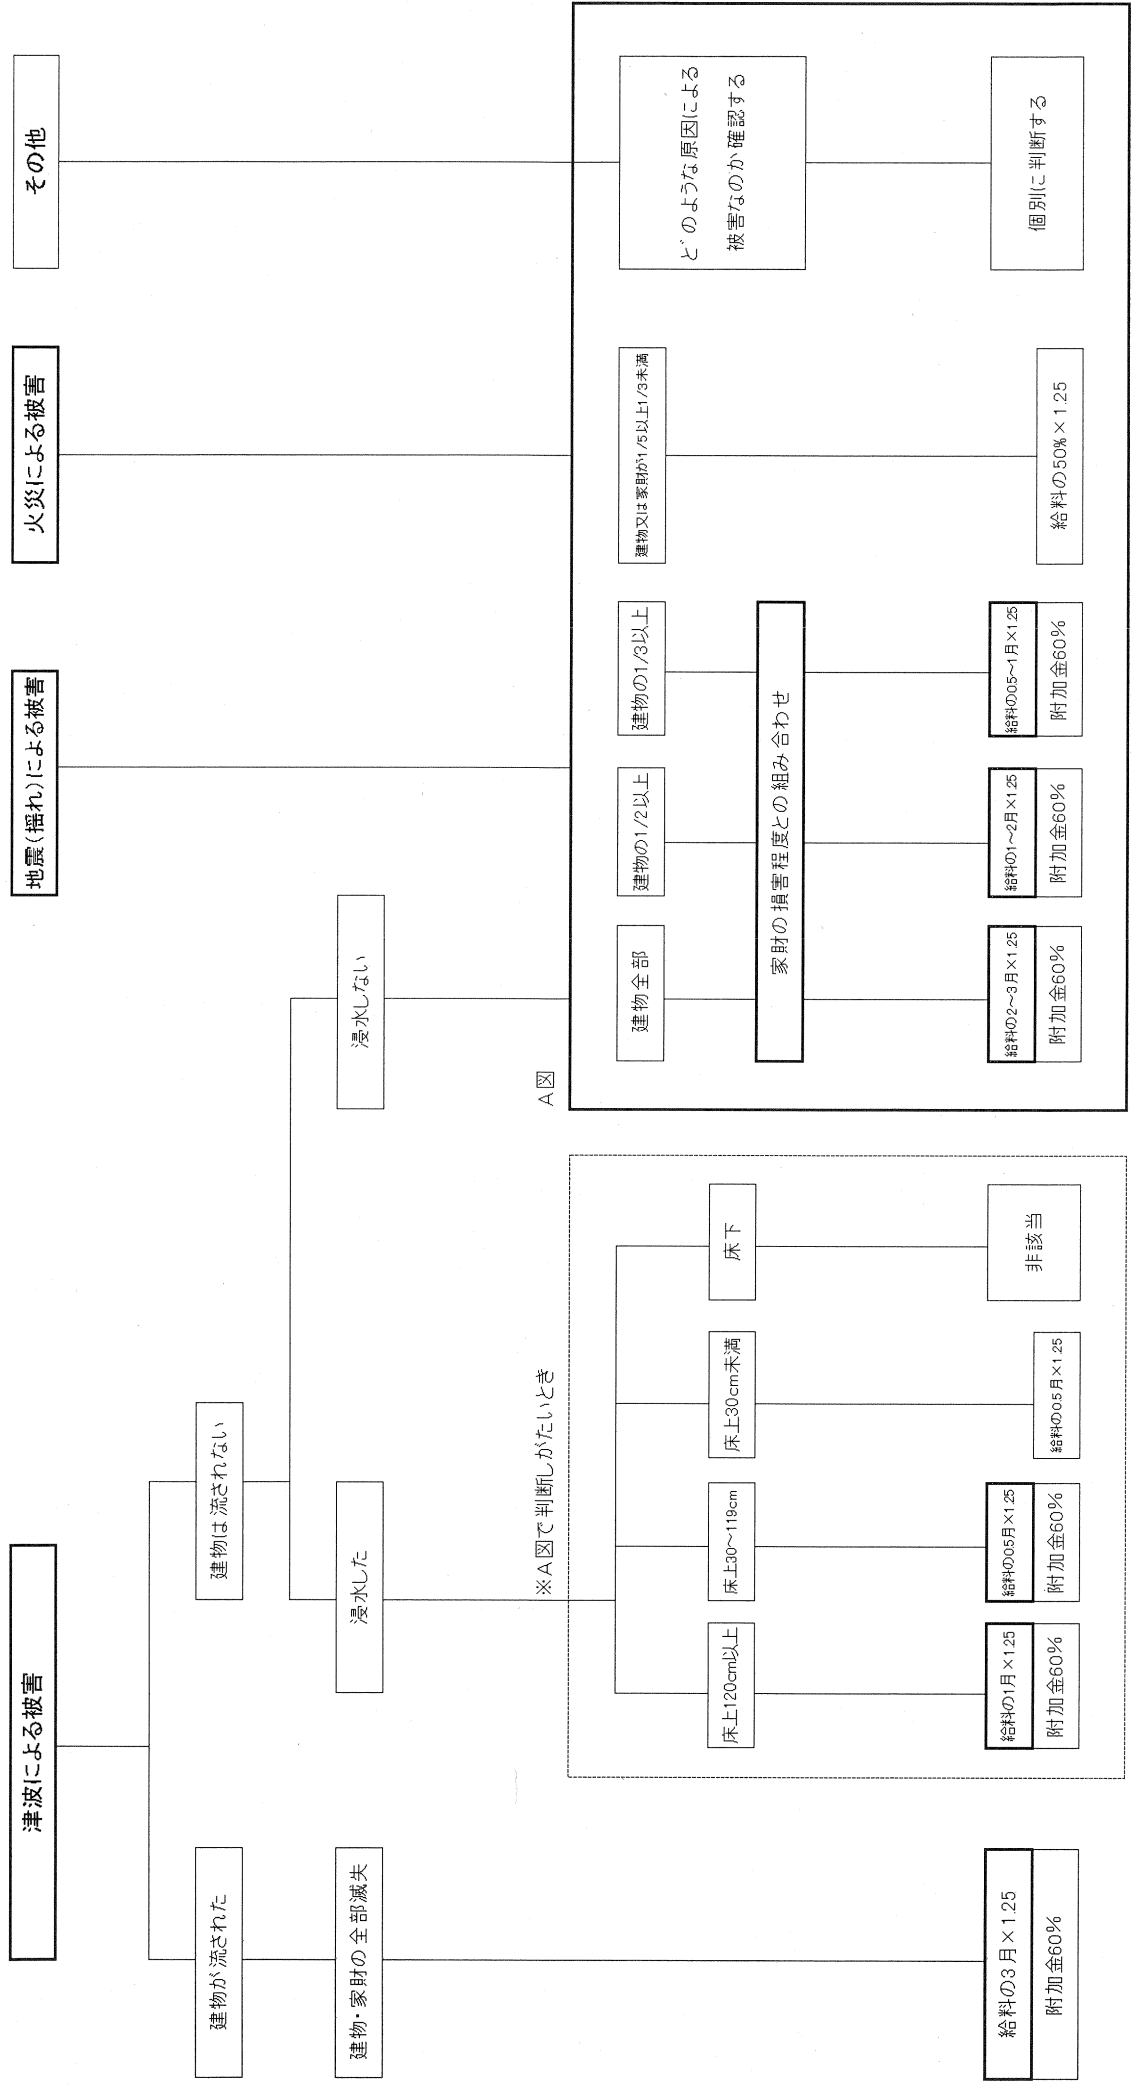 津波による被害
地震(揺れ)による被害
火災による被害
その他
建物が流された
建物は流されない
建物・家財の全部滅失
浸水した
浸水しない
※A図で判断しがたいとき
A図
床上120cm以上
床上30～119cm
床上30cm未満
床下
建物全部
建物の1/2以上
建物の1/3以上
建物又は家財が1/5以上1/3未満
どのような原因による
被害なのか確認する
家財の損害程度との組み合わせ
給料の3月×1.25
附加金60%
給料の1月×1.25
附加金60%
給料の0.5月×1.25
附加金60%
給料の0.5月×1.25
非該当
給料の2～3月×1.25
附加金60%
給料の1～2月×1.25
附加金60%
給料の0.5～1月×1.25
附加金60%
給料の50%×1.25
個別に判断する